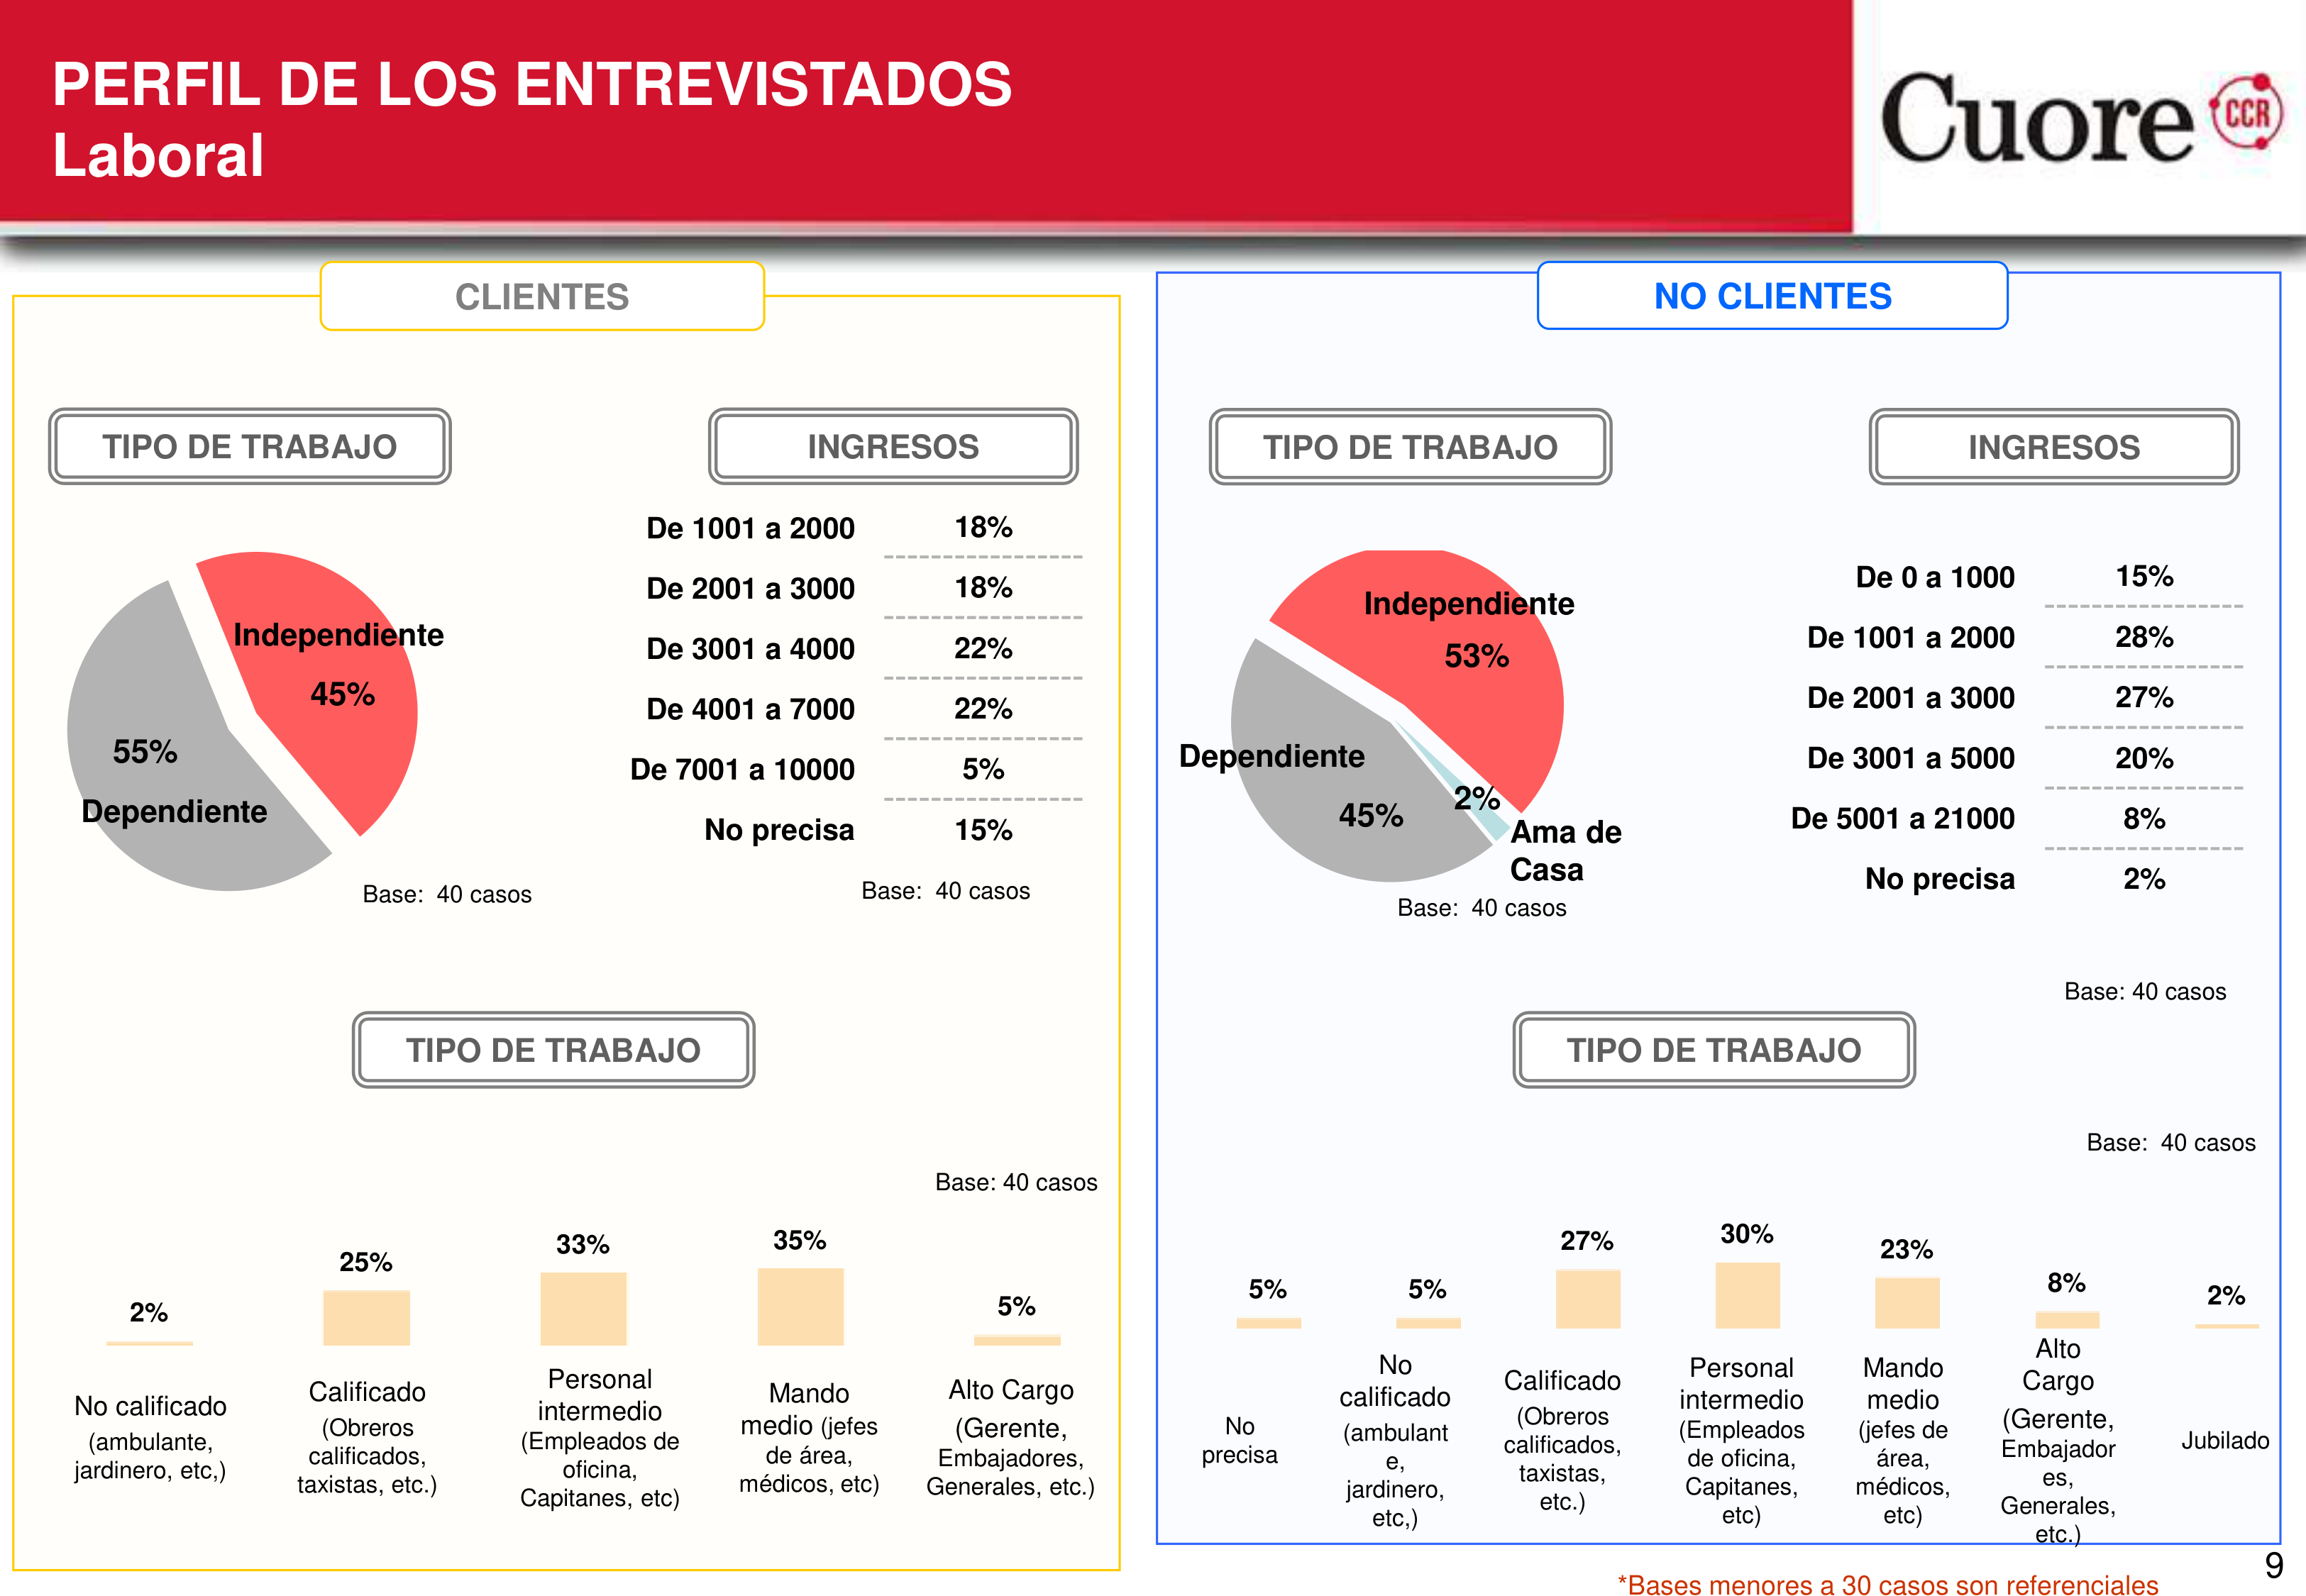 PERFIL DE LOS ENTREVISTADOS
Laboral
Cuore
CCR
CLIENTES
TIPO DE TRABAJO
Independiente
45%
55%
Dependiente
Base: 40 casos
INGRESOS
De 1001 a 2000 18%
De 2001 a 3000 18%
De 3001 a 4000 22%
De 4001 a 7000 22%
De 7001 a 10000 5%
No precisa 15%
Base: 40 casos
TIPO DE TRABAJO
Base: 40 casos
2%
25%
33%
35%
5%
No calificado
(ambulante,
jardinero, etc,)
Calificado
(Obreros
calificados,
taxistas, etc.)
Personal
intermedio
(Empleados de
oficina,
Capitanes, etc)
Mando
medio (jefes
de área,
médicos, etc)
Alto Cargo
(Gerente,
Embajadores,
Generales, etc.)
NO CLIENTES
TIPO DE TRABAJO
Independiente
53%
Dependiente
45%
2%
Ama de
Casa
Base: 40 casos
INGRESOS
De 0 a 1000 15%
De 1001 a 2000 28%
De 2001 a 3000 27%
De 3001 a 5000 20%
De 5001 a 21000 8%
No precisa 2%
Base: 40 casos
TIPO DE TRABAJO
Base: 40 casos
5%
5%
27%
30%
23%
8%
2%
No
precisa
No
calificado
(ambulant
e,
jardinero,
etc,)
Calificado
(Obreros
calificados,
taxistas,
etc.)
Personal
intermedio
(Empleados
de oficina,
Capitanes,
etc)
Mando
medio
(jefes de
área,
médicos,
etc)
Alto
Cargo
(Gerente,
Embajador
es,
Generales,
etc.)
Jubilado
9
*Bases menores a 30 casos son referenciales